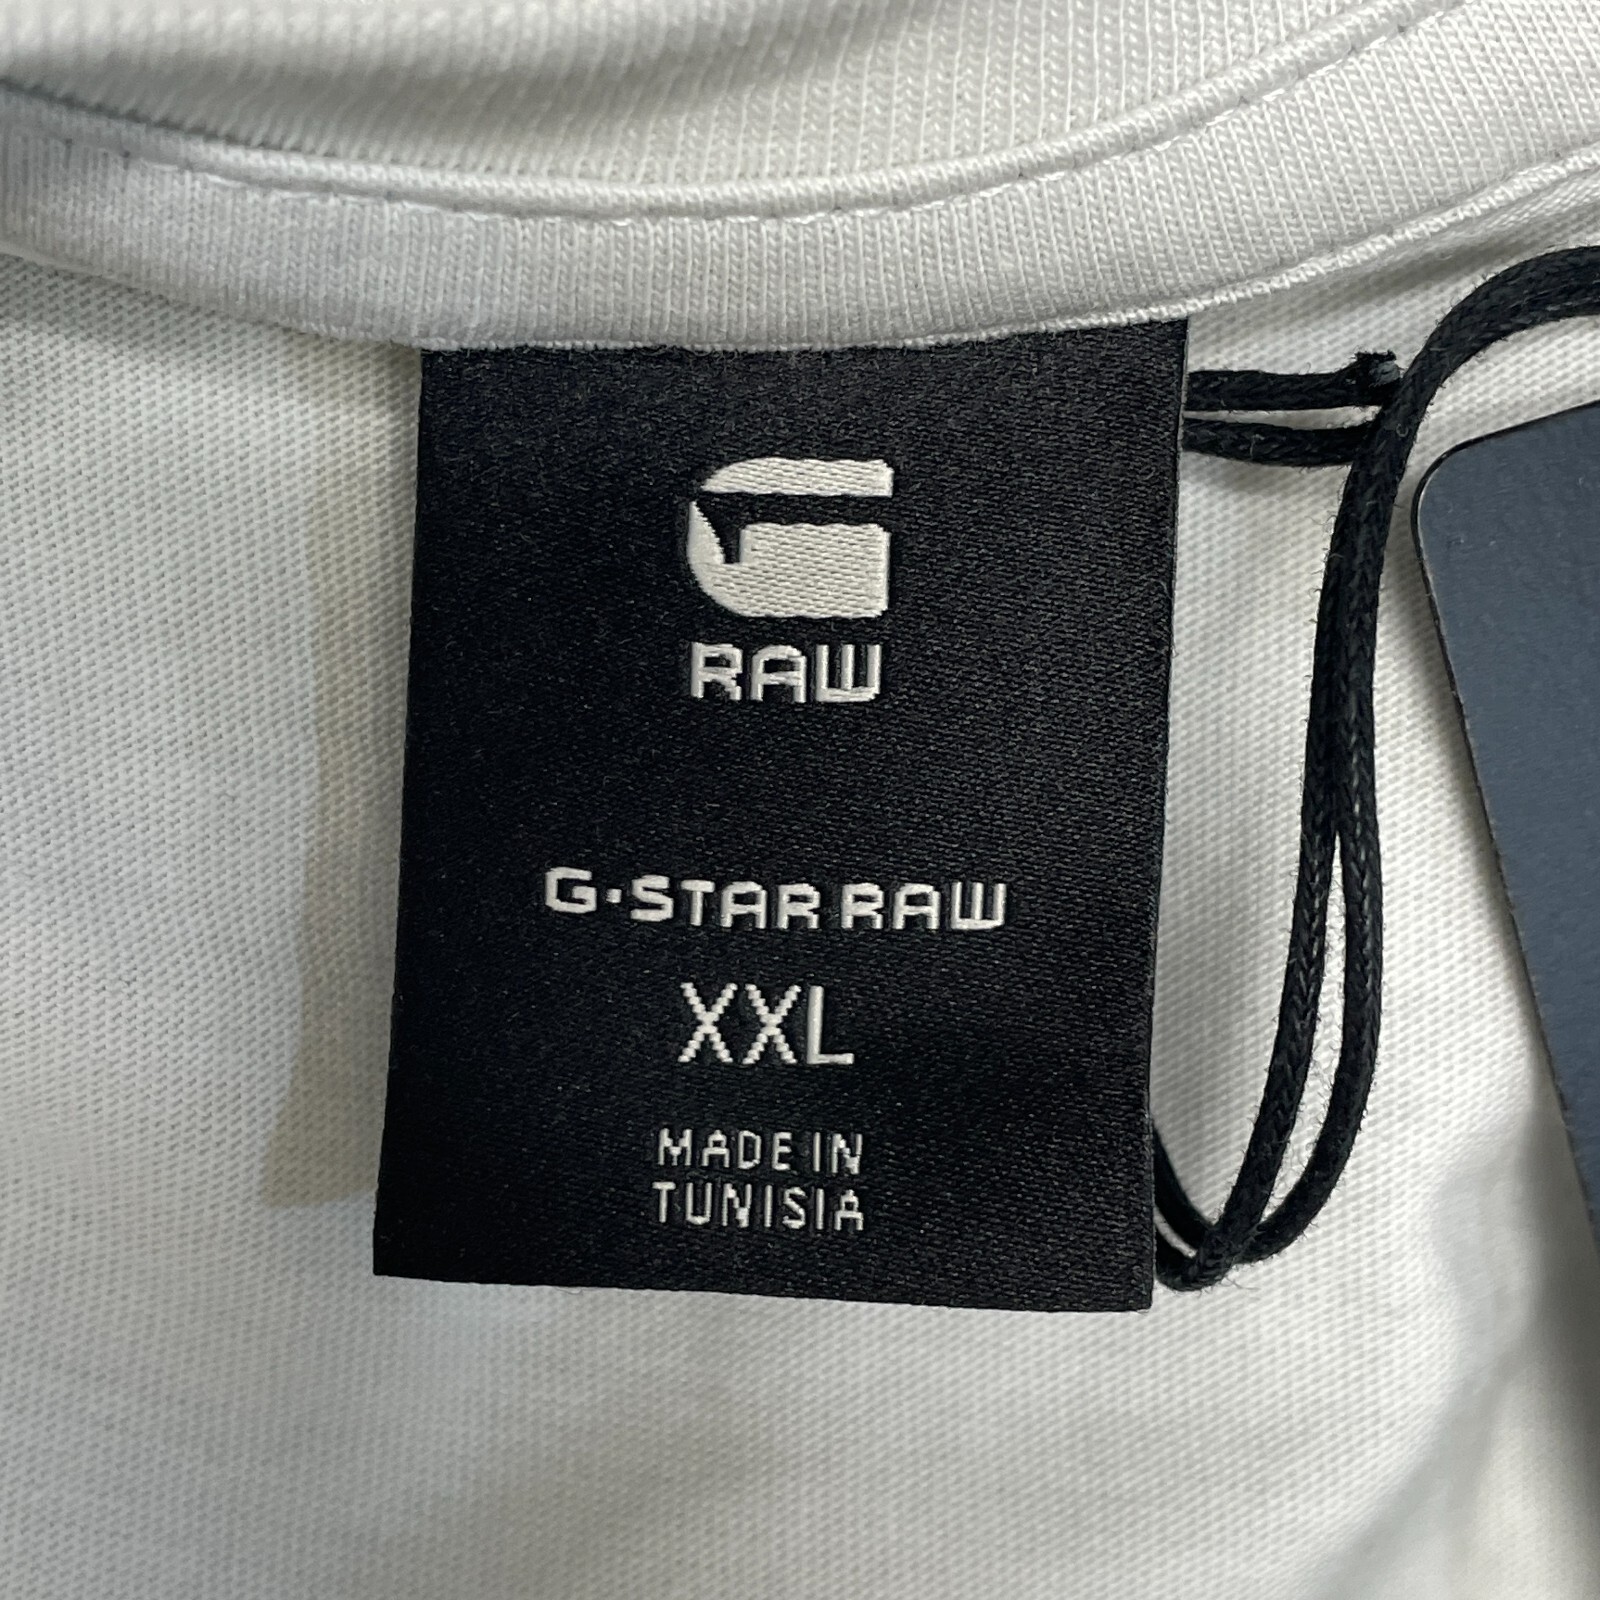 G
RAW
G-STAR RAW
XXL
MADE IN
TUNISIA